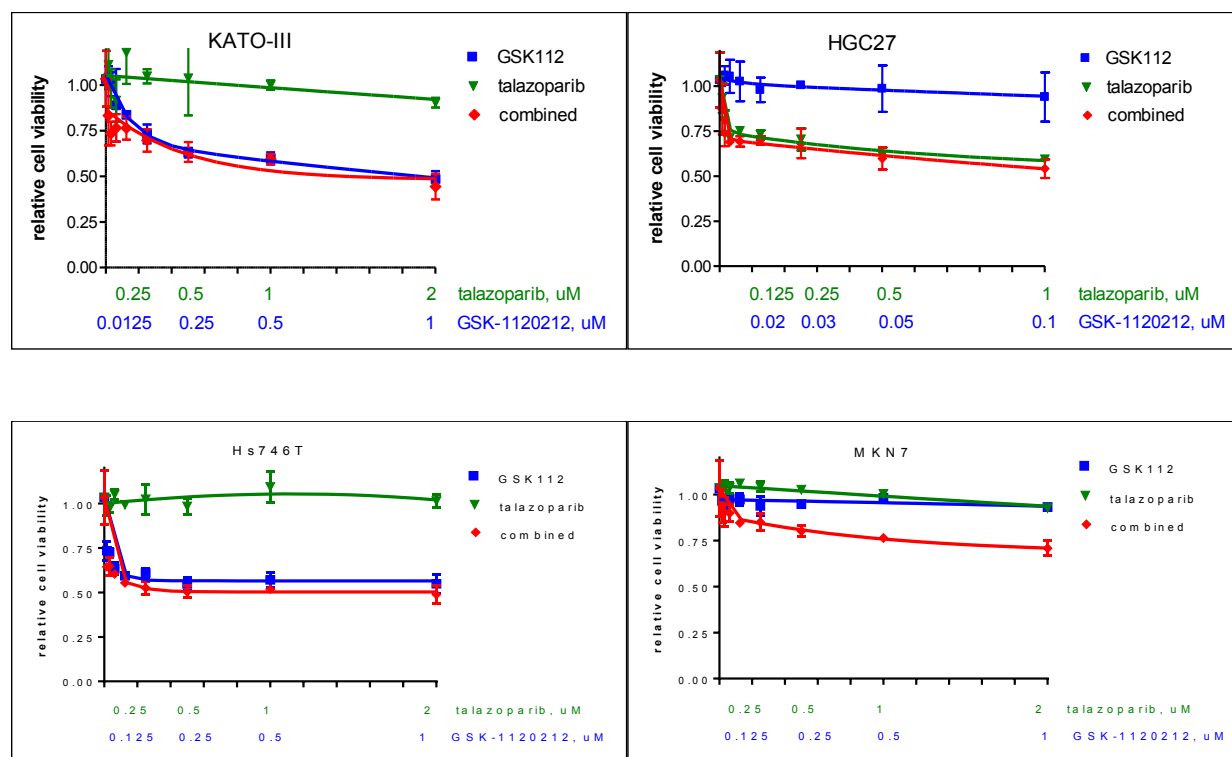 KATO-III
GSK112
talazoparib
combined
relative cell viability
1.00
0.75
0.50
0.25
0.00
0.25 0.5 1 2 talazoparib, uM
0.0125 0.25 0.5 1 GSK-1120212, uM
HGC27
GSK112
talazoparib
combined
relative cell viability
1.00
0.75
0.50
0.25
0.00
0.125 0.25 0.5 1 talazoparib, uM
0.02 0.03 0.05 0.1 GSK-1120212, uM
Hs746T
GSK112
talazoparib
combined
relative cell viability
1.00
0.75
0.50
0.25
0.00
0.25 0.5 1 2 talazoparib, uM
0.125 0.25 0.5 1 GSK-1120212, uM
MKN7
GSK112
talazoparib
combined
relative cell viability
1.00
0.75
0.50
0.25
0.00
0.25 0.5 1 2 talazoparib, uM
0.125 0.25 0.5 1 GSK-1120212, uM